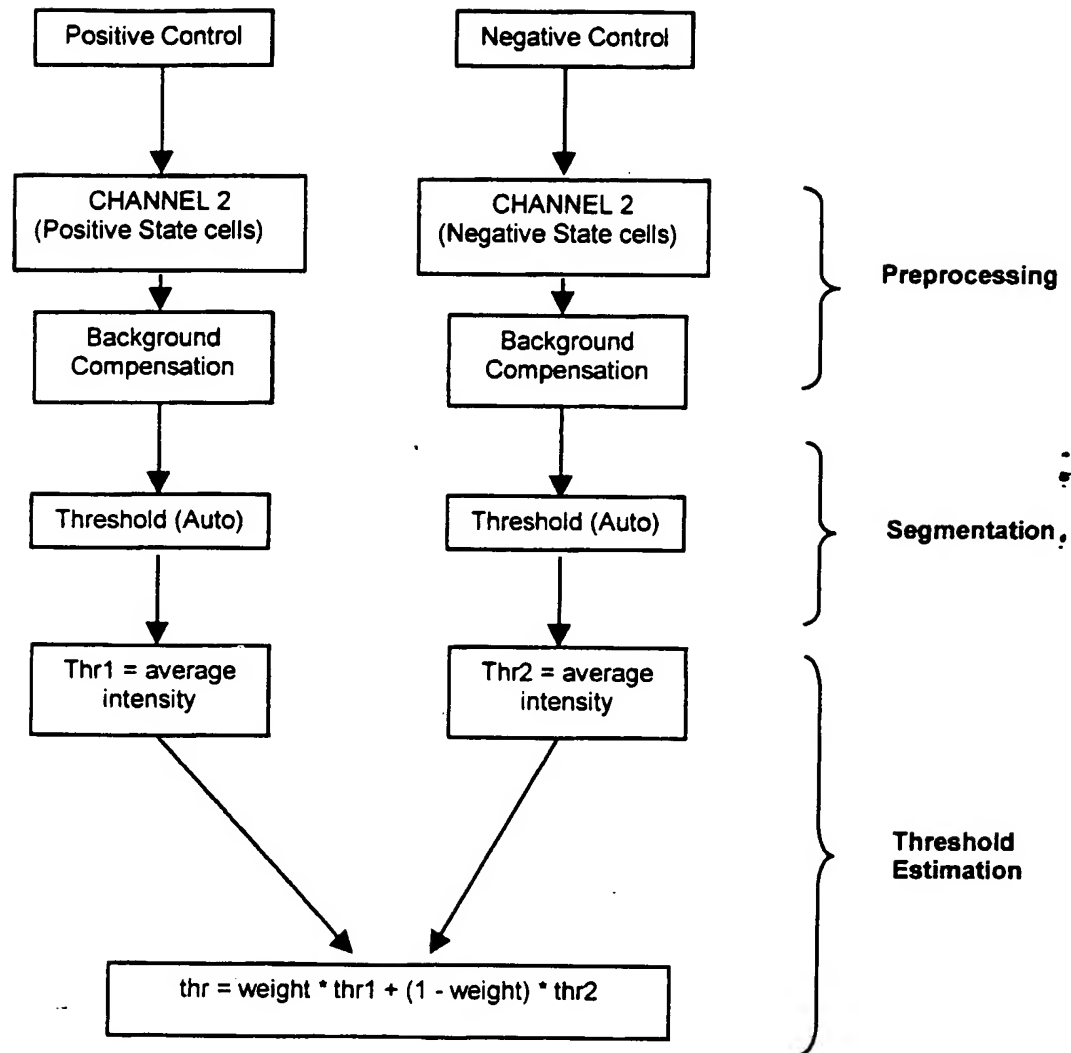 Positive Control
Negative Control
CHANNEL 2
(Positive State cells)
CHANNEL 2
(Negative State cells)
Preprocessing
Background
Compensation
Background
Compensation
Threshold (Auto)
Threshold (Auto)
Segmentation
Thr1 = average
intensity
Thr2 = average
intensity
Threshold
Estimation
thr = weight * thr1 + (1 - weight) * thr2